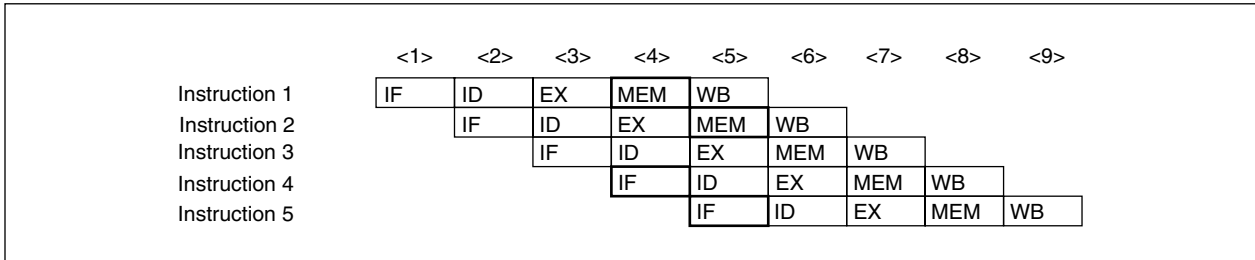 <1> <2> <3> <4> <5> <6> <7> <8> <9>
Instruction 1 IF ID EX MEM WB
Instruction 2 IF ID EX MEM WB
Instruction 3 IF ID EX MEM WB
Instruction 4 IF ID EX MEM WB
Instruction 5 IF ID EX MEM WB